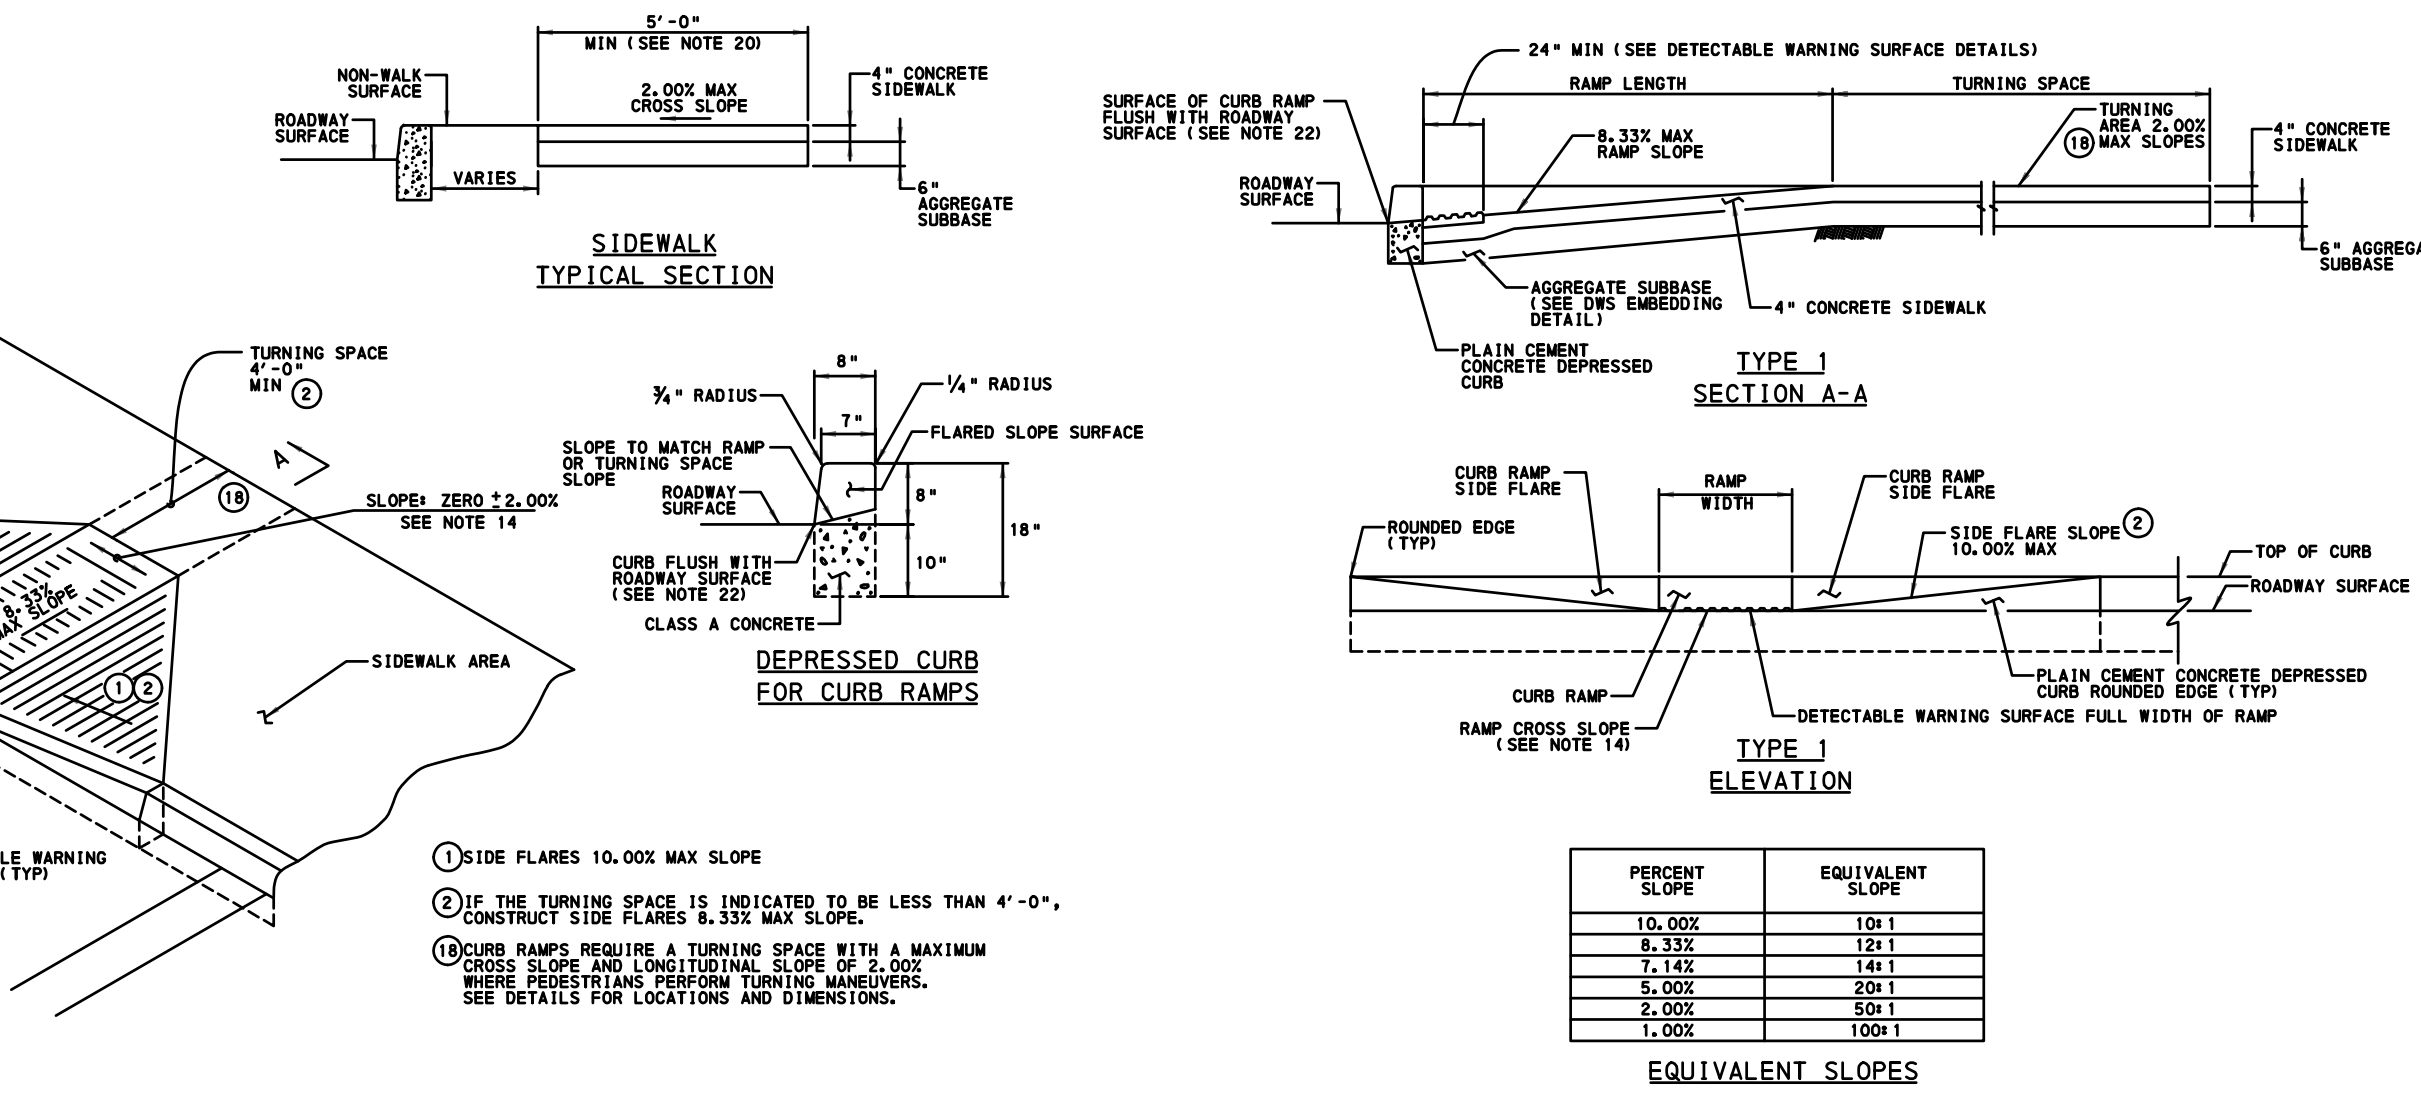 5'-0"
MIN (SEE NOTE 20)
NON-WALK
SURFACE
2.00% MAX
CROSS SLOPE
4" CONCRETE
SIDEWALK
ROADWAY
SURFACE
VARIES
6"
AGGREGATE
SUBBASE
SIDEWALK
TYPICAL SECTION
24" MIN (SEE DETECTABLE WARNING SURFACE DETAILS)
RAMP LENGTH
TURNING SPACE
SURFACE OF CURB RAMP
FLUSH WITH ROADWAY
SURFACE (SEE NOTE 22)
8.33% MAX
RAMP SLOPE
TURNING
AREA 2.00%
18 MAX SLOPES
4" CONCRETE
SIDEWALK
ROADWAY
SURFACE
6" AGGREGA
SUBBASE
AGGREGATE SUBBASE
(SEE DWS EMBEDDING
DETAIL)
4" CONCRETE SIDEWALK
PLAIN CEMENT
CONCRETE DEPRESSED
CURB
TYPE 1
SECTION A-A
TURNING SPACE
4'-0"
MIN 2
A
18
SLOPE: ZERO ±2.00%
SEE NOTE 14
8.33%
MAX SLOPE
1 2
SIDEWALK AREA
LE WARNING
(TYP)
8"
3/4" RADIUS
1/4" RADIUS
7"
FLARED SLOPE SURFACE
SLOPE TO MATCH RAMP
OR TURNING SPACE
SLOPE
ROADWAY
SURFACE
8"
18"
10"
CURB FLUSH WITH
ROADWAY SURFACE
(SEE NOTE 22)
CLASS A CONCRETE
DEPRESSED CURB
FOR CURB RAMPS
CURB RAMP
SIDE FLARE
RAMP
WIDTH
CURB RAMP
SIDE FLARE
ROUNDED EDGE
(TYP)
SIDE FLARE SLOPE 2
10.00% MAX
TOP OF CURB
ROADWAY SURFACE
CURB RAMP
PLAIN CEMENT CONCRETE DEPRESSED
CURB ROUNDED EDGE (TYP)
RAMP CROSS SLOPE
(SEE NOTE 14)
DETECTABLE WARNING SURFACE FULL WIDTH OF RAMP
TYPE 1
ELEVATION
1 SIDE FLARES 10.00% MAX SLOPE
2 IF THE TURNING SPACE IS INDICATED TO BE LESS THAN 4'-0",
CONSTRUCT SIDE FLARES 8.33% MAX SLOPE.
18 CURB RAMPS REQUIRE A TURNING SPACE WITH A MAXIMUM
CROSS SLOPE AND LONGITUDINAL SLOPE OF 2.00%
WHERE PEDESTRIANS PERFORM TURNING MANEUVERS.
SEE DETAILS FOR LOCATIONS AND DIMENSIONS.
PERCENT SLOPE EQUIVALENT SLOPE
10.00% 10:1
8.33% 12:1
7.14% 14:1
5.00% 20:1
2.00% 50:1
1.00% 100:1
EQUIVALENT SLOPES